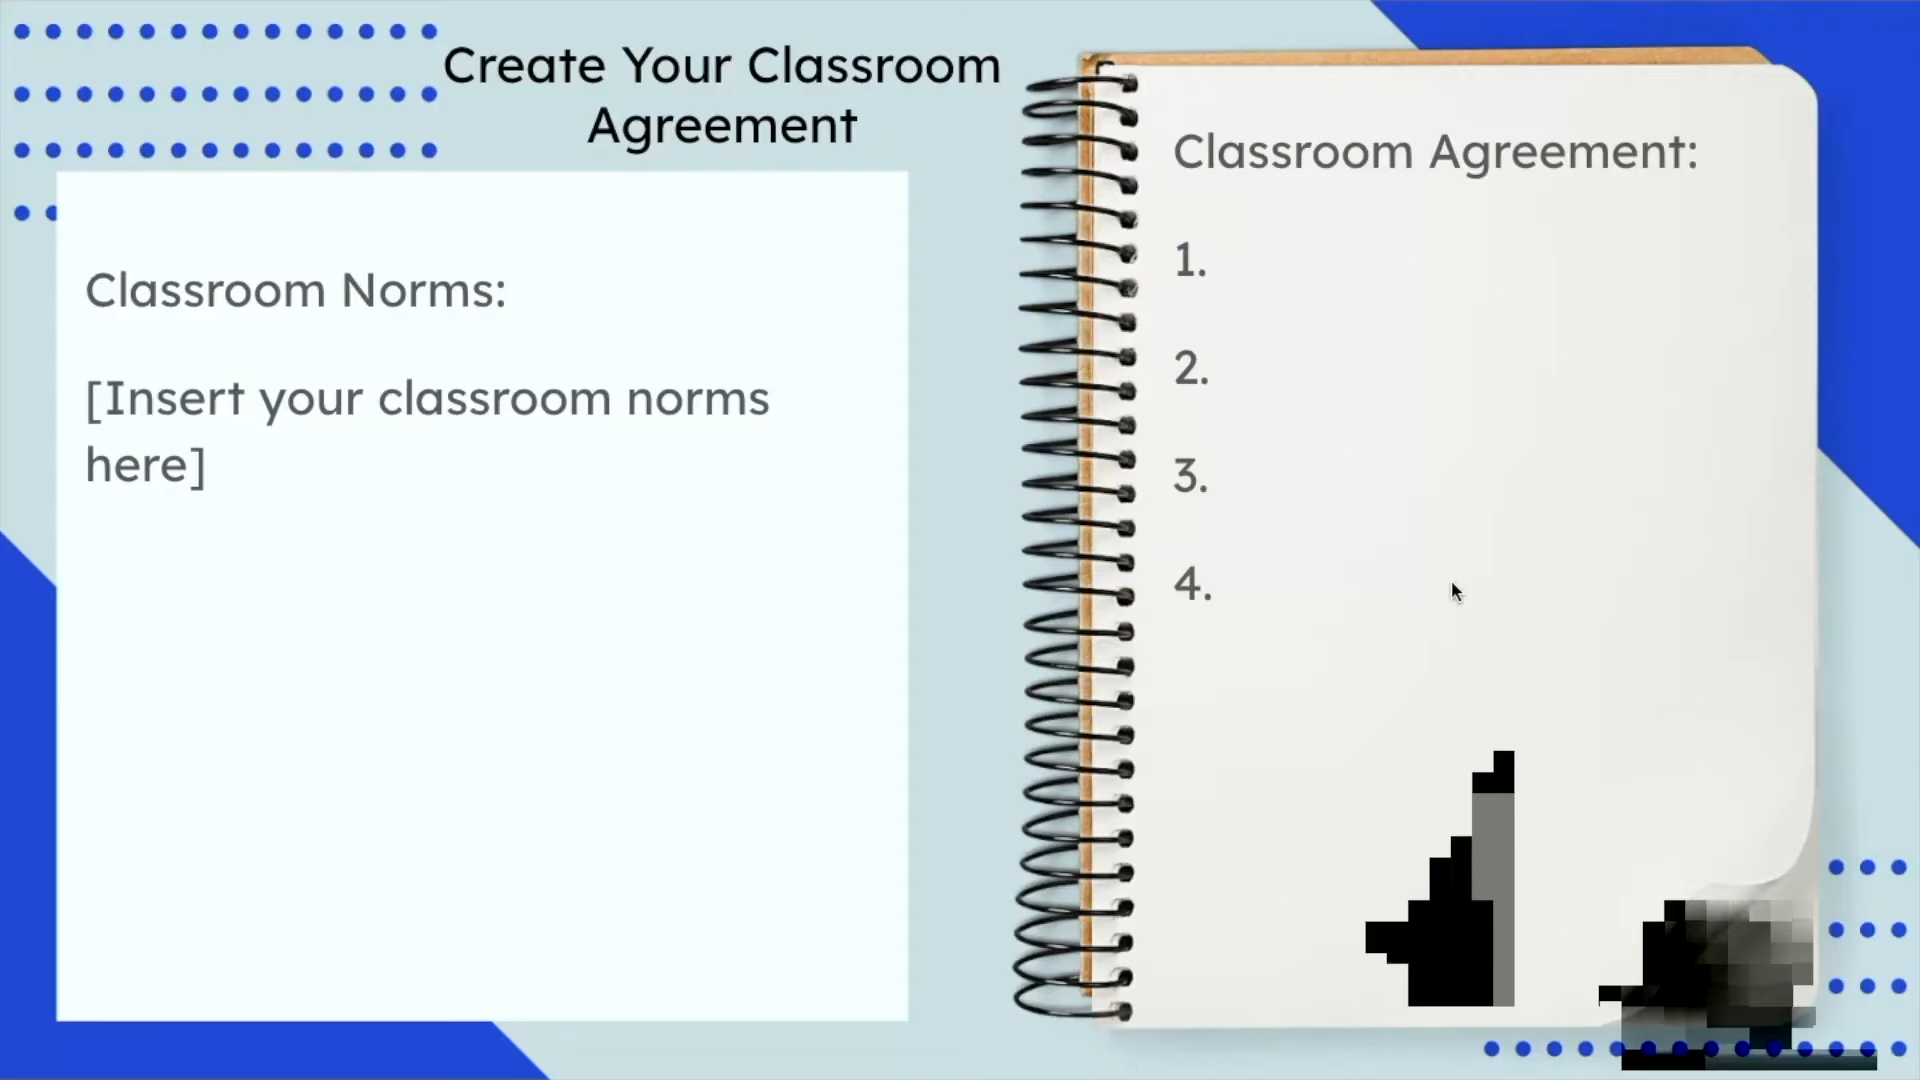 Create Your Classroom
Agreement
Classroom Norms:
[Insert your classroom norms
here]
Classroom Agreement:
1.
2.
3.
4.